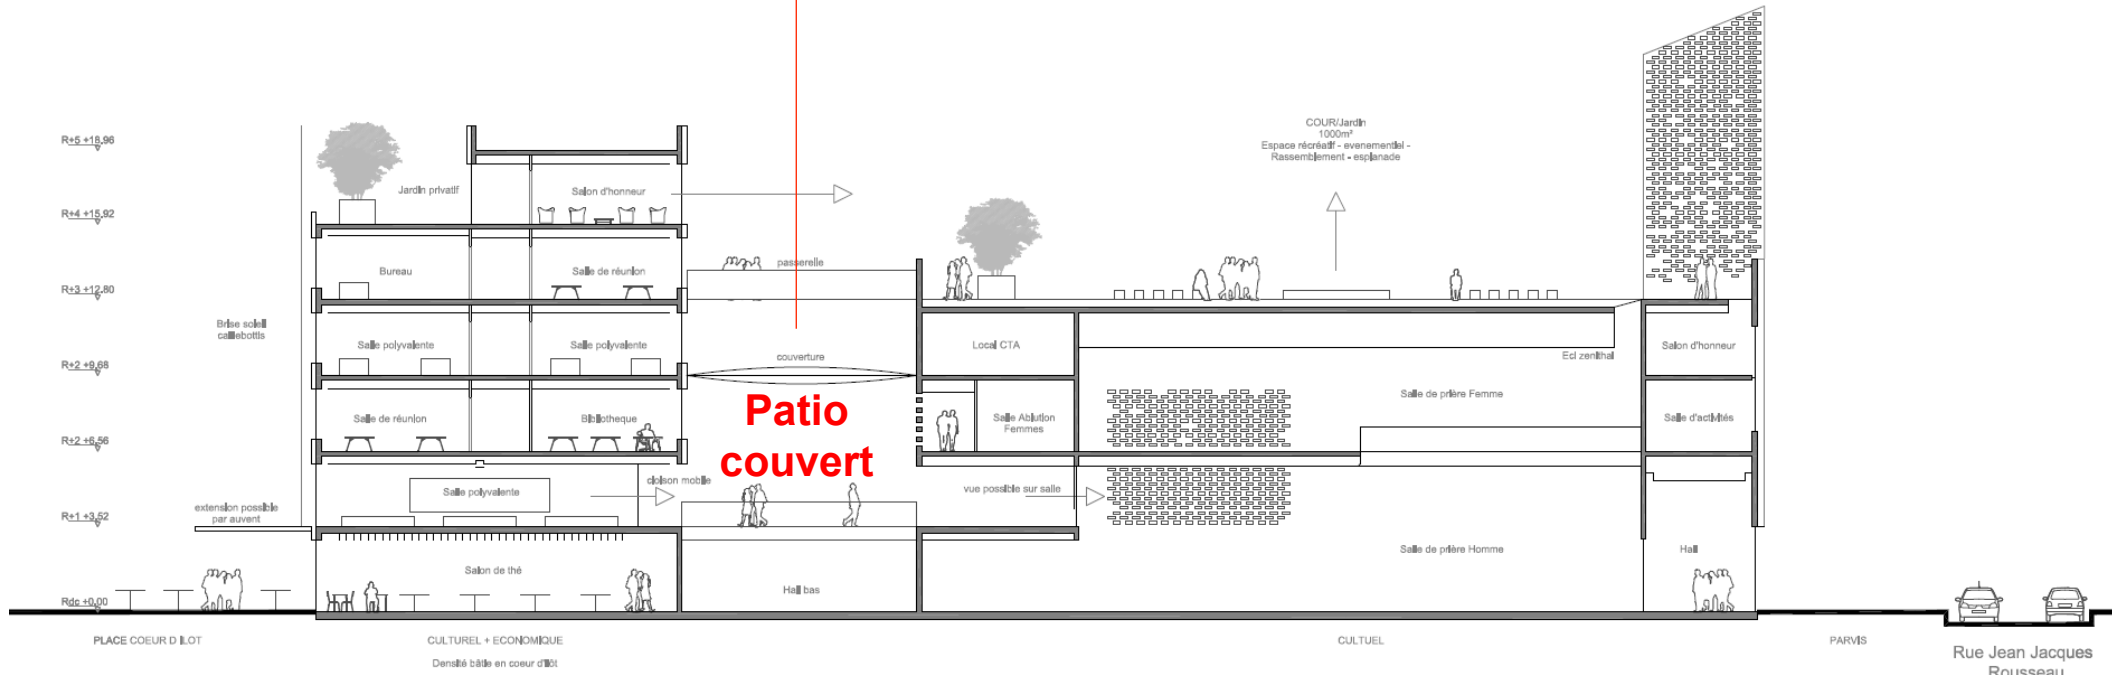 COUR/Jardin
1000m²
Espace récréatif - evenementiel -
Rassemblement - esplanade
R+5 +18,96
Jardin privatif
Salon d'honneur
R+4 +15,92
passerelle
Bureau
Salle de réunion
R+3 +12,80
Brise soleil
caillebottis
Salle polyvalente
Salle polyvalente
couverture
Local CTA
Ecl zenithal
Salon d'honneur
R+2 +9,68
Patio
couvert
Salle de prière Femme
Salle de réunion
Bibliotheque
Salle Ablution
Femmes
Salle d'activités
R+2 +6,56
cloison mobile
Salle polyvalente
vue possible sur salle
extension possible
par auvent
R+1 +3,52
Salle de prière Homme
Hall
Salon de thé
Hall bas
Rdc +0,00
PLACE COEUR D ILOT
CULTUREL + ECONOMIQUE
CULTUEL
PARVIS
Densité bâtie en coeur d'îlôt
Rue Jean Jacques
Rousseau